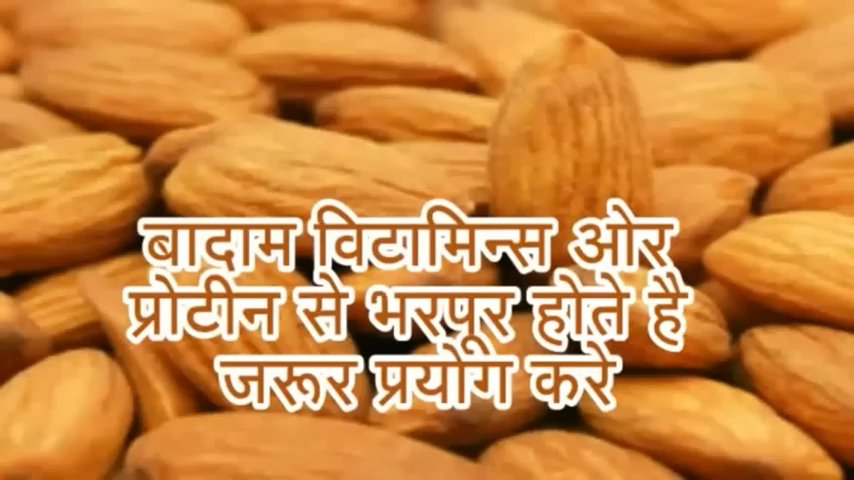 बादाम विटामिन्स ओर
प्रोटीन से भरपूर होते है
जरूर प्रयोग करे